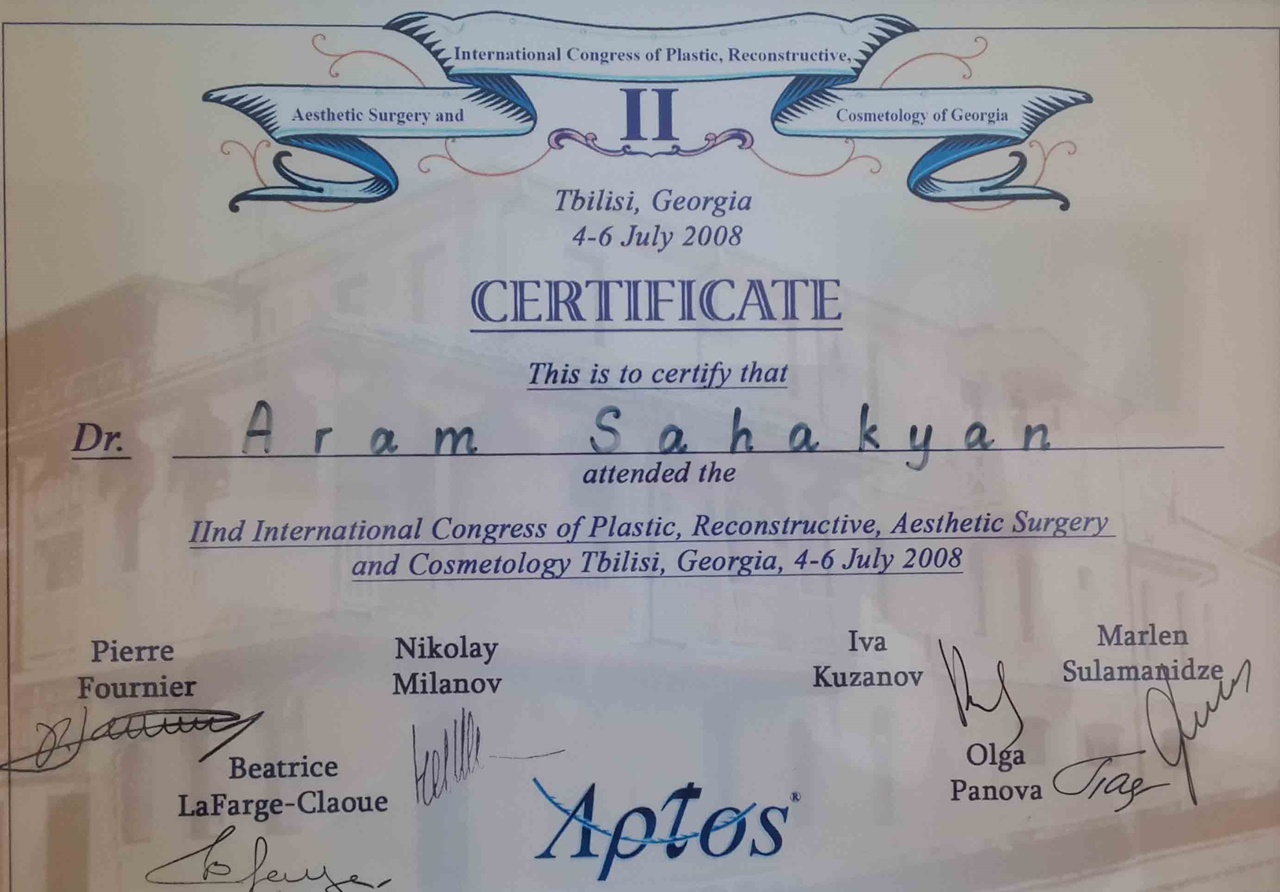 International Congress of Plastic, Reconstructive,
Aesthetic Surgery and
II
Cosmetology of Georgia
Tbilisi, Georgia
4-6 July 2008
CERTIFICATE
This is to certify that
Dr. Aram Sahakyan
attended the
IInd International Congress of Plastic, Reconstructive, Aesthetic Surgery
and Cosmetology Tbilisi, Georgia, 4-6 July 2008
Pierre
Fournier
Nikolay
Milanov
Iva
Kuzanov
Marlen
Sulamanidze
Beatrice
LaFarge-Claoue
Olga
Panova
Aptos®